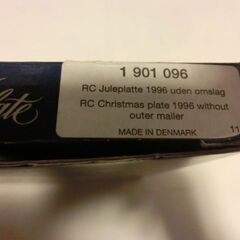 1 901 096
RC Juleplatte 1996 uden omslag
RC Christmas plate 1996 without
outer mailer
MADE IN DENMARK